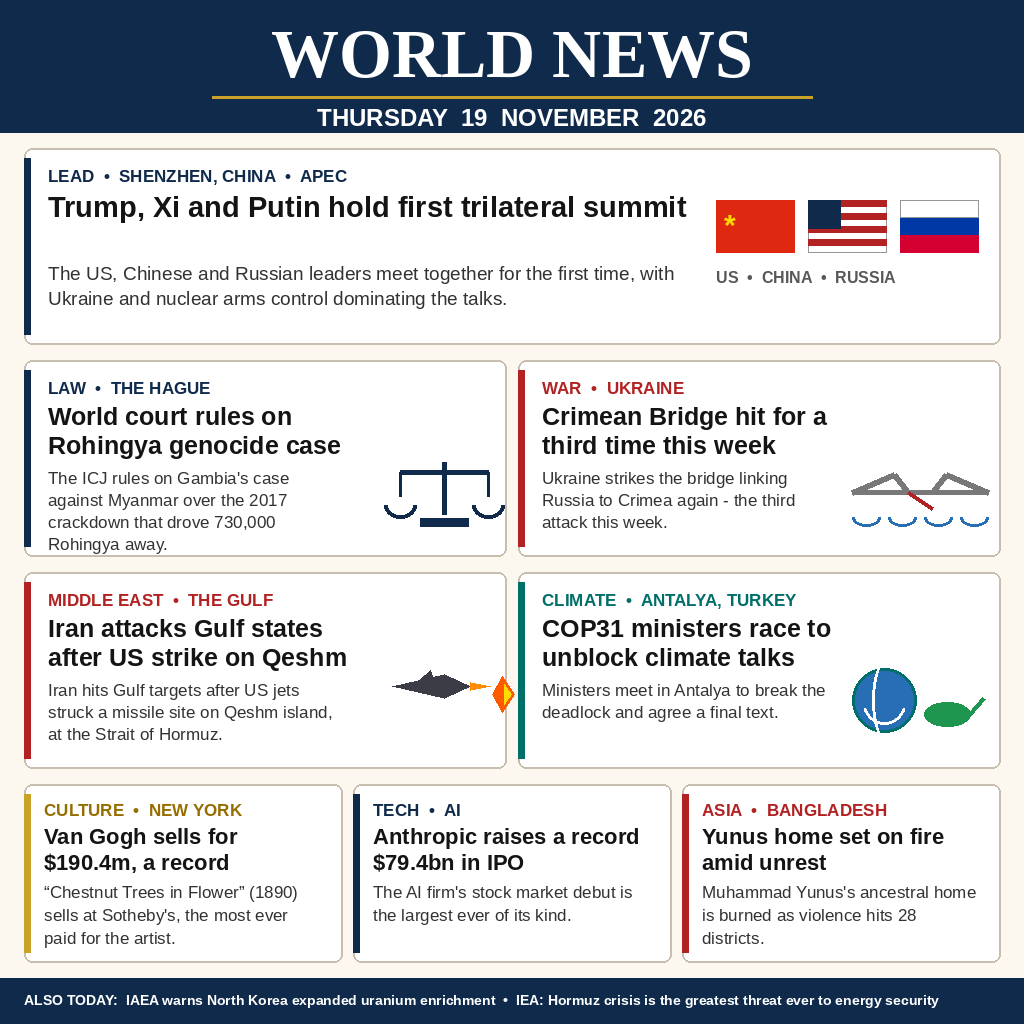 WORLD NEWS
THURSDAY 19 NOVEMBER 2026
LEAD • SHENZHEN, CHINA • APEC
Trump, Xi and Putin hold first trilateral summit
The US, Chinese and Russian leaders meet together for the first time, with
Ukraine and nuclear arms control dominating the talks.
US • CHINA • RUSSIA
LAW • THE HAGUE
World court rules on
Rohingya genocide case
The ICJ rules on Gambia's case
against Myanmar over the 2017
crackdown that drove 730,000
Rohingya away.
WAR • UKRAINE
Crimean Bridge hit for a
third time this week
Ukraine strikes the bridge linking
Russia to Crimea again - the third
attack this week.
MIDDLE EAST • THE GULF
Iran attacks Gulf states
after US strike on Qeshm
Iran hits Gulf targets after US jets
struck a missile site on Qeshm island,
at the Strait of Hormuz.
CLIMATE • ANTALYA, TURKEY
COP31 ministers race to
unblock climate talks
Ministers meet in Antalya to break the
deadlock and agree a final text.
CULTURE • NEW YORK
Van Gogh sells for
$190.4m, a record
“Chestnut Trees in Flower” (1890)
sells at Sotheby's, the most ever
paid for the artist.
TECH • AI
Anthropic raises a record
$79.4bn in IPO
The AI firm's stock market debut is
the largest ever of its kind.
ASIA • BANGLADESH
Yunus home set on fire
amid unrest
Muhammad Yunus's ancestral home
is burned as violence hits 28
districts.
ALSO TODAY: IAEA warns North Korea expanded uranium enrichment • IEA: Hormuz crisis is the greatest threat ever to energy security